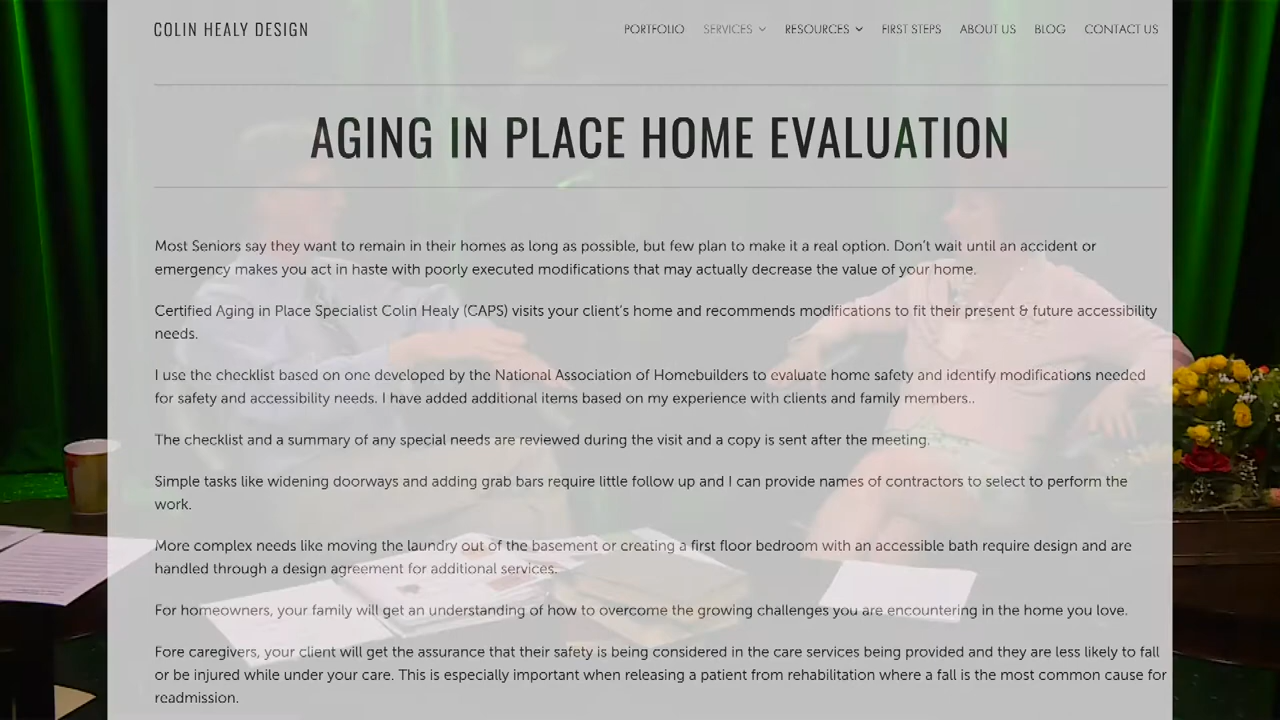 COLIN HEALY DESIGN
PORTFOLIO SERVICES RESOURCES FIRST STEPS ABOUT US BLOG CONTACT US
AGING IN PLACE HOME EVALUATION
Most Seniors say they want to remain in their homes as long as possible, but few plan to make it a real option. Don't wait until an accident or
emergency makes you act in haste with poorly executed modifications that may actually decrease the value of your home.
Certified Aging in Place Specialist Colin Healy (CAPS) visits your client's home and recommends modifications to fit their present & future accessibility
needs.
I use the checklist based on one developed by the National Association of Homebuilders to evaluate home safety and identify modifications needed
for safety and accessibility needs. I have added additional items based on my experience with clients and family members..
The checklist and a summary of any special needs are reviewed during the visit and a copy is sent after the meeting.
Simple tasks like widening doorways and adding grab bars require little follow up and I can provide names of contractors to select to perform the
work.
More complex needs like moving the laundry out of the basement or creating a first floor bedroom with an accessible bath require design and are
handled through a design agreement for additional services.
For homeowners, your family will get an understanding of how to overcome the growing challenges you are encountering in the home you love.
Fore caregivers, your client will get the assurance that their safety is being considered in the care services being provided and they are less likely to fall
or be injured while under your care. This is especially important when releasing a patient from rehabilitation where a fall is the most common cause for
readmission.